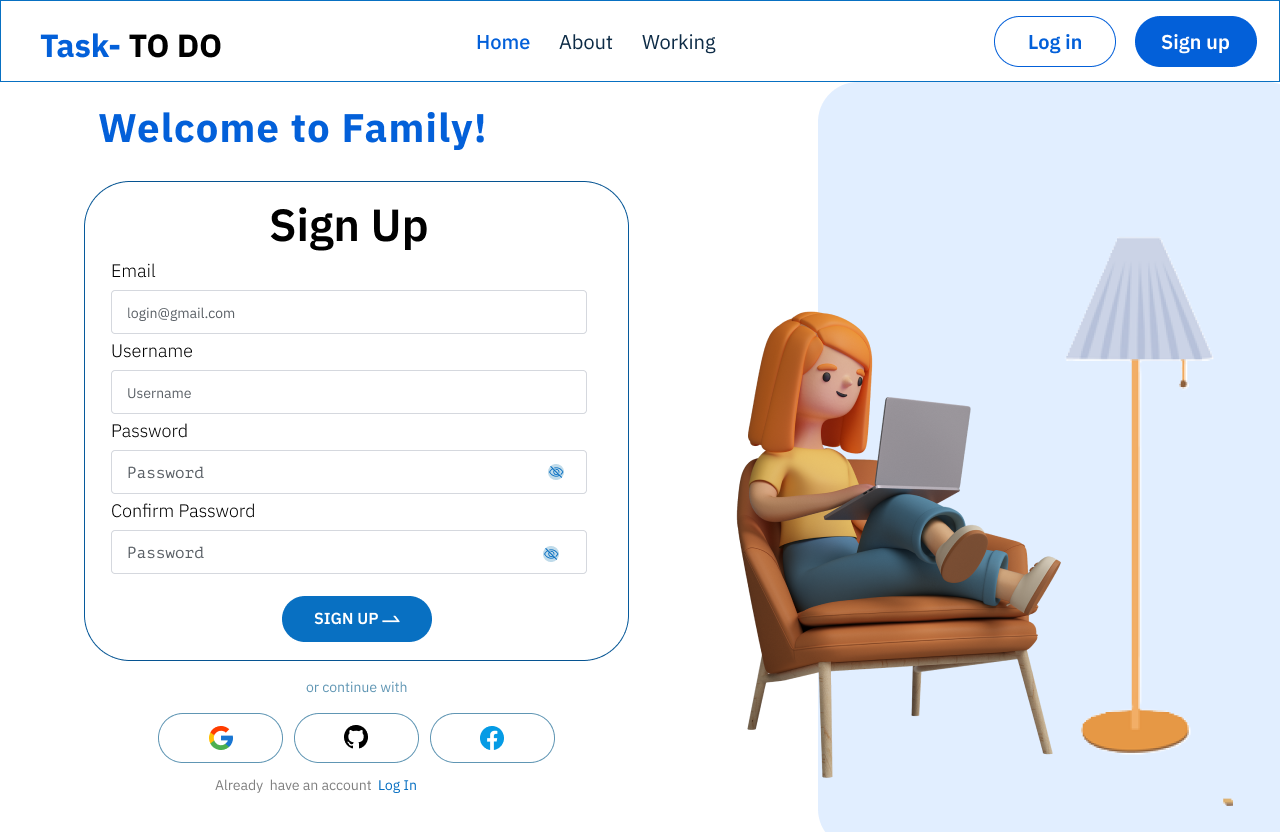 Task- TO DO
Home About Working
Log in Sign up
Welcome to Family!
Sign Up
Email
login@gmail.com
Username
Username
Password
Password
Confirm Password
Password
SIGN UP
or continue with
Already have an account Log In